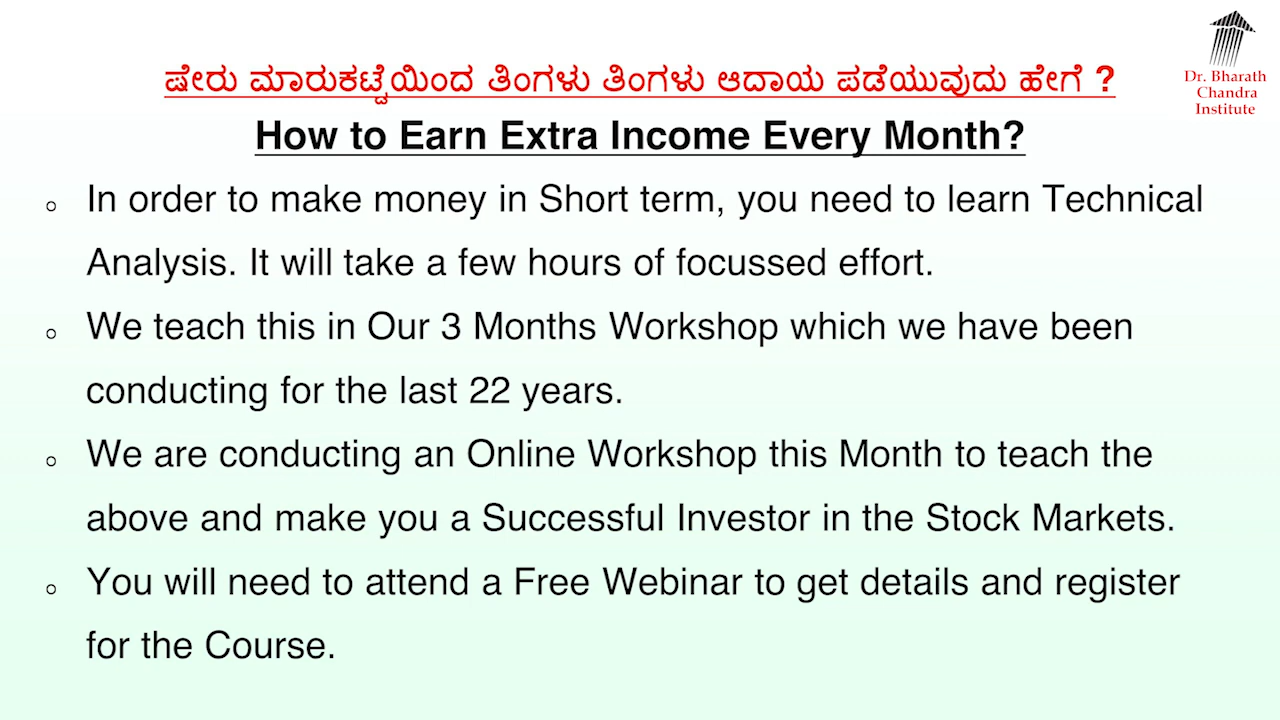 ಷೇರು ಮಾರುಕಟ್ಟೆಯಿಂದ ತಿಂಗಳು ತಿಂಗಳು ಆದಾಯ ಪಡೆಯುವುದು ಹೇಗೆ ?
Dr. Bharath
Chandra
Institute
How to Earn Extra Income Every Month?
o In order to make money in Short term, you need to learn Technical
Analysis. It will take a few hours of focussed effort.
o We teach this in Our 3 Months Workshop which we have been
conducting for the last 22 years.
o We are conducting an Online Workshop this Month to teach the
above and make you a Successful Investor in the Stock Markets.
o You will need to attend a Free Webinar to get details and register
for the Course.